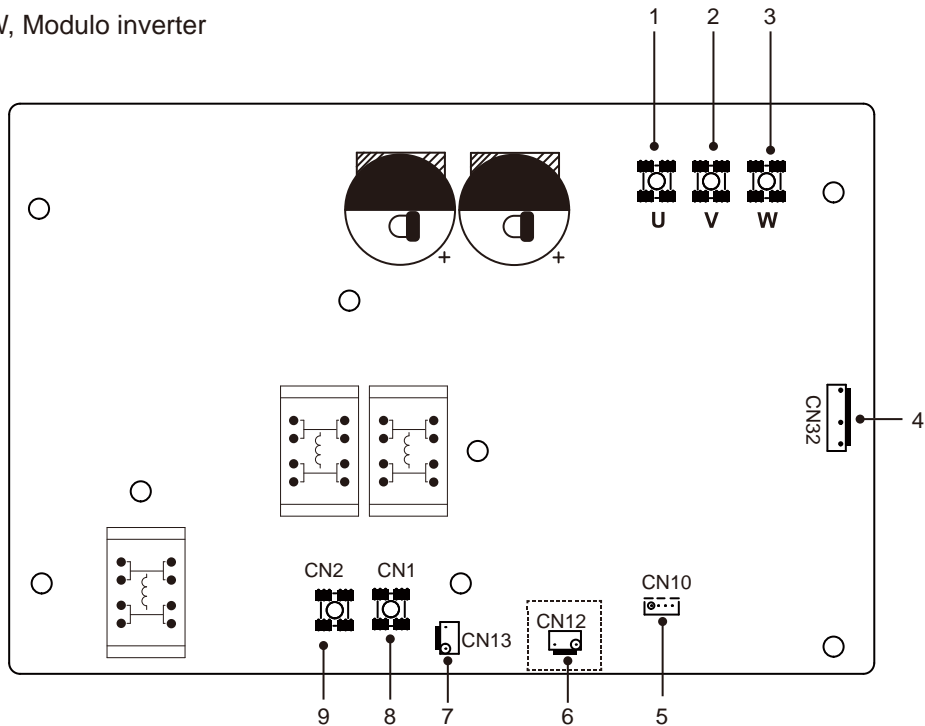 , Modulo inverter
1 2 3
U V W
+ +
CN32
4
CN2 CN1 CN10
CN13 CN12
9 8 7 6 5